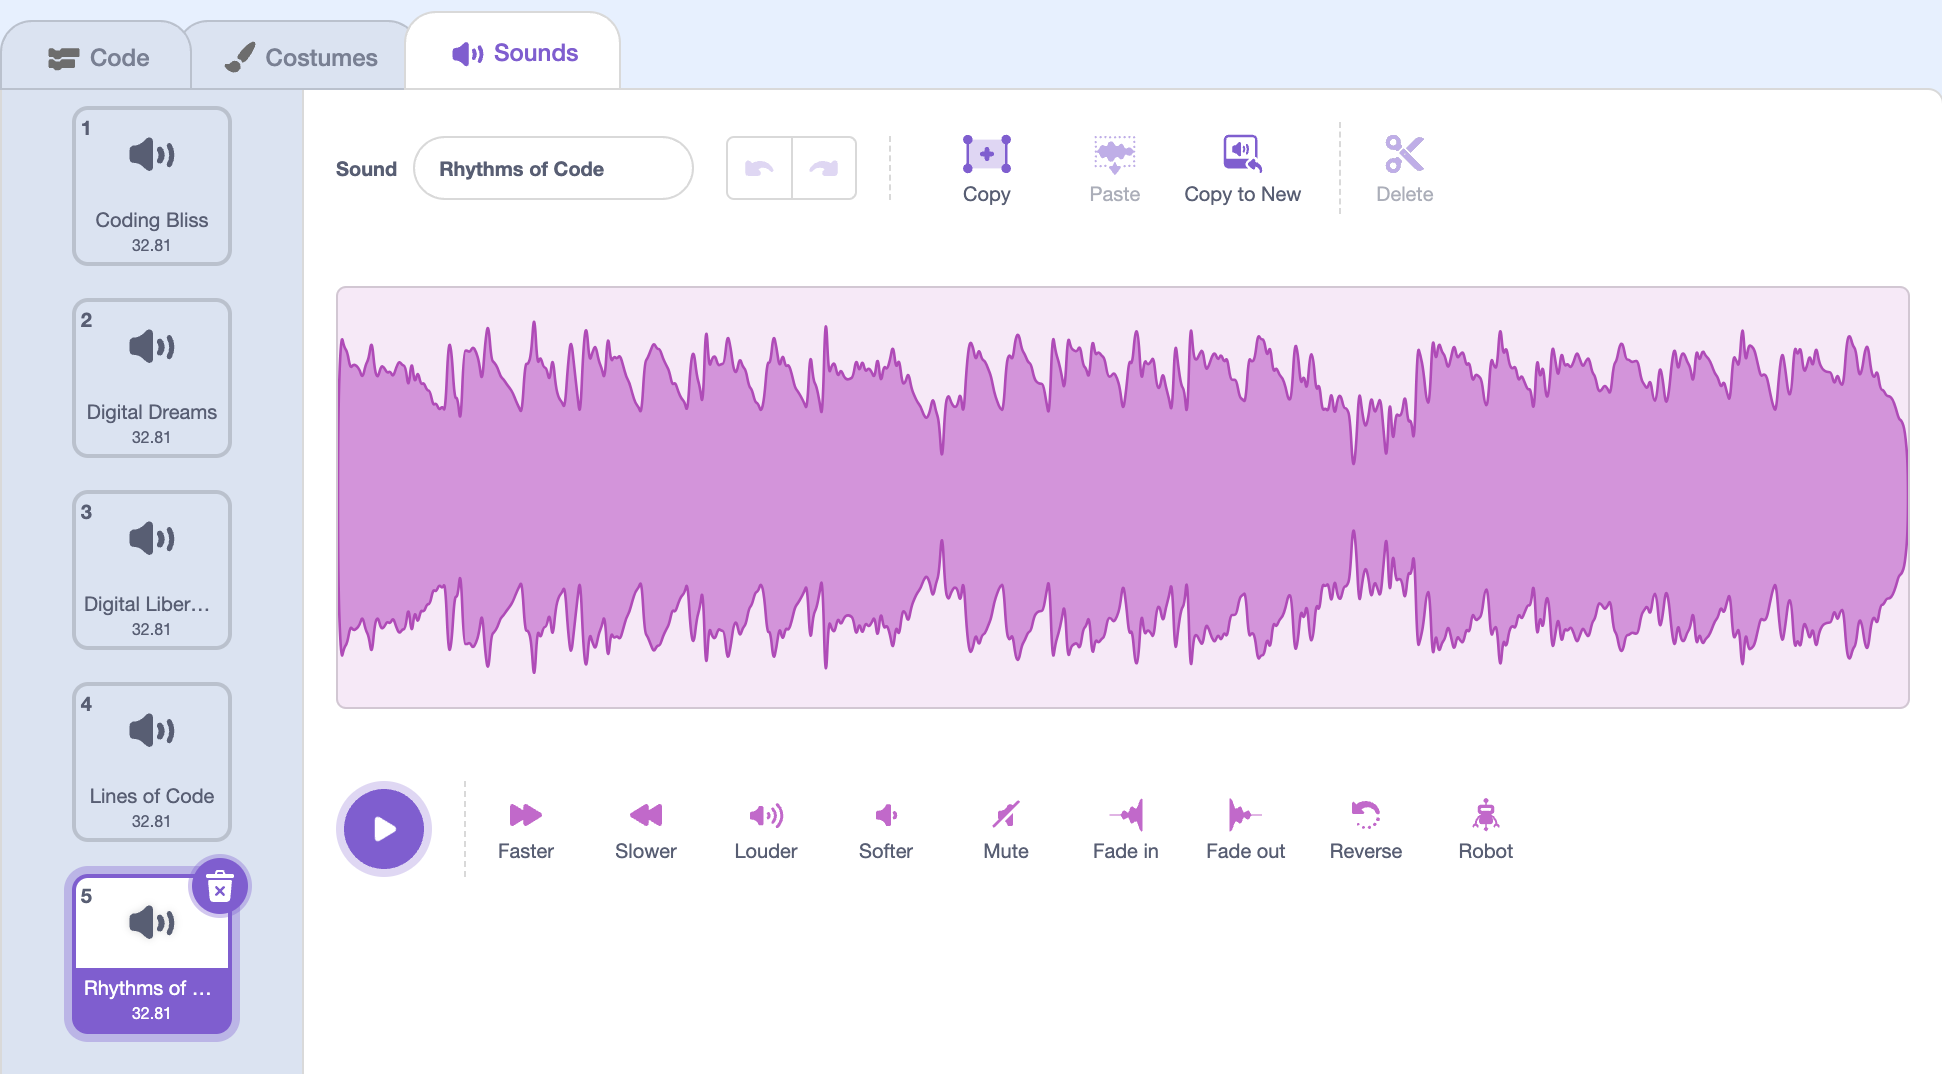 Code
Costumes
Sounds
1
Coding Bliss
32.81
2
Digital Dreams
32.81
3
Digital Liber...
32.81
4
Lines of Code
32.81
5
Rhythms of ...
32.81
Sound
Rhythms of Code
Copy
Paste
Copy to New
Delete
Faster
Slower
Louder
Softer
Mute
Fade in
Fade out
Reverse
Robot